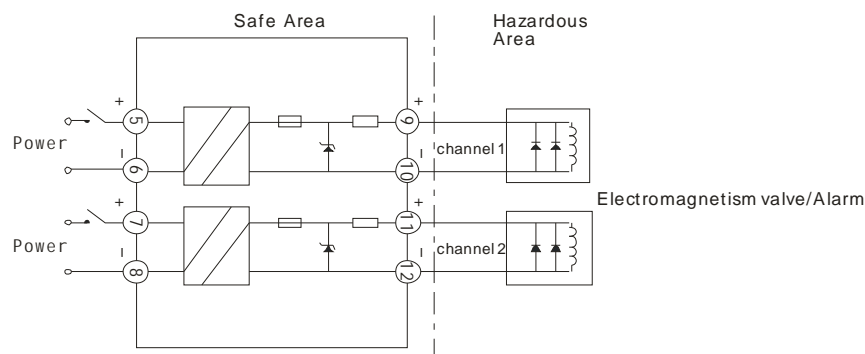 Safe Area
Hazardous
Area
+
5
9
+
Power
channel 1
−
6
10
−
Electromagnetism valve/Alarm
+
7
11
+
Power
channel 2
−
8
12
−